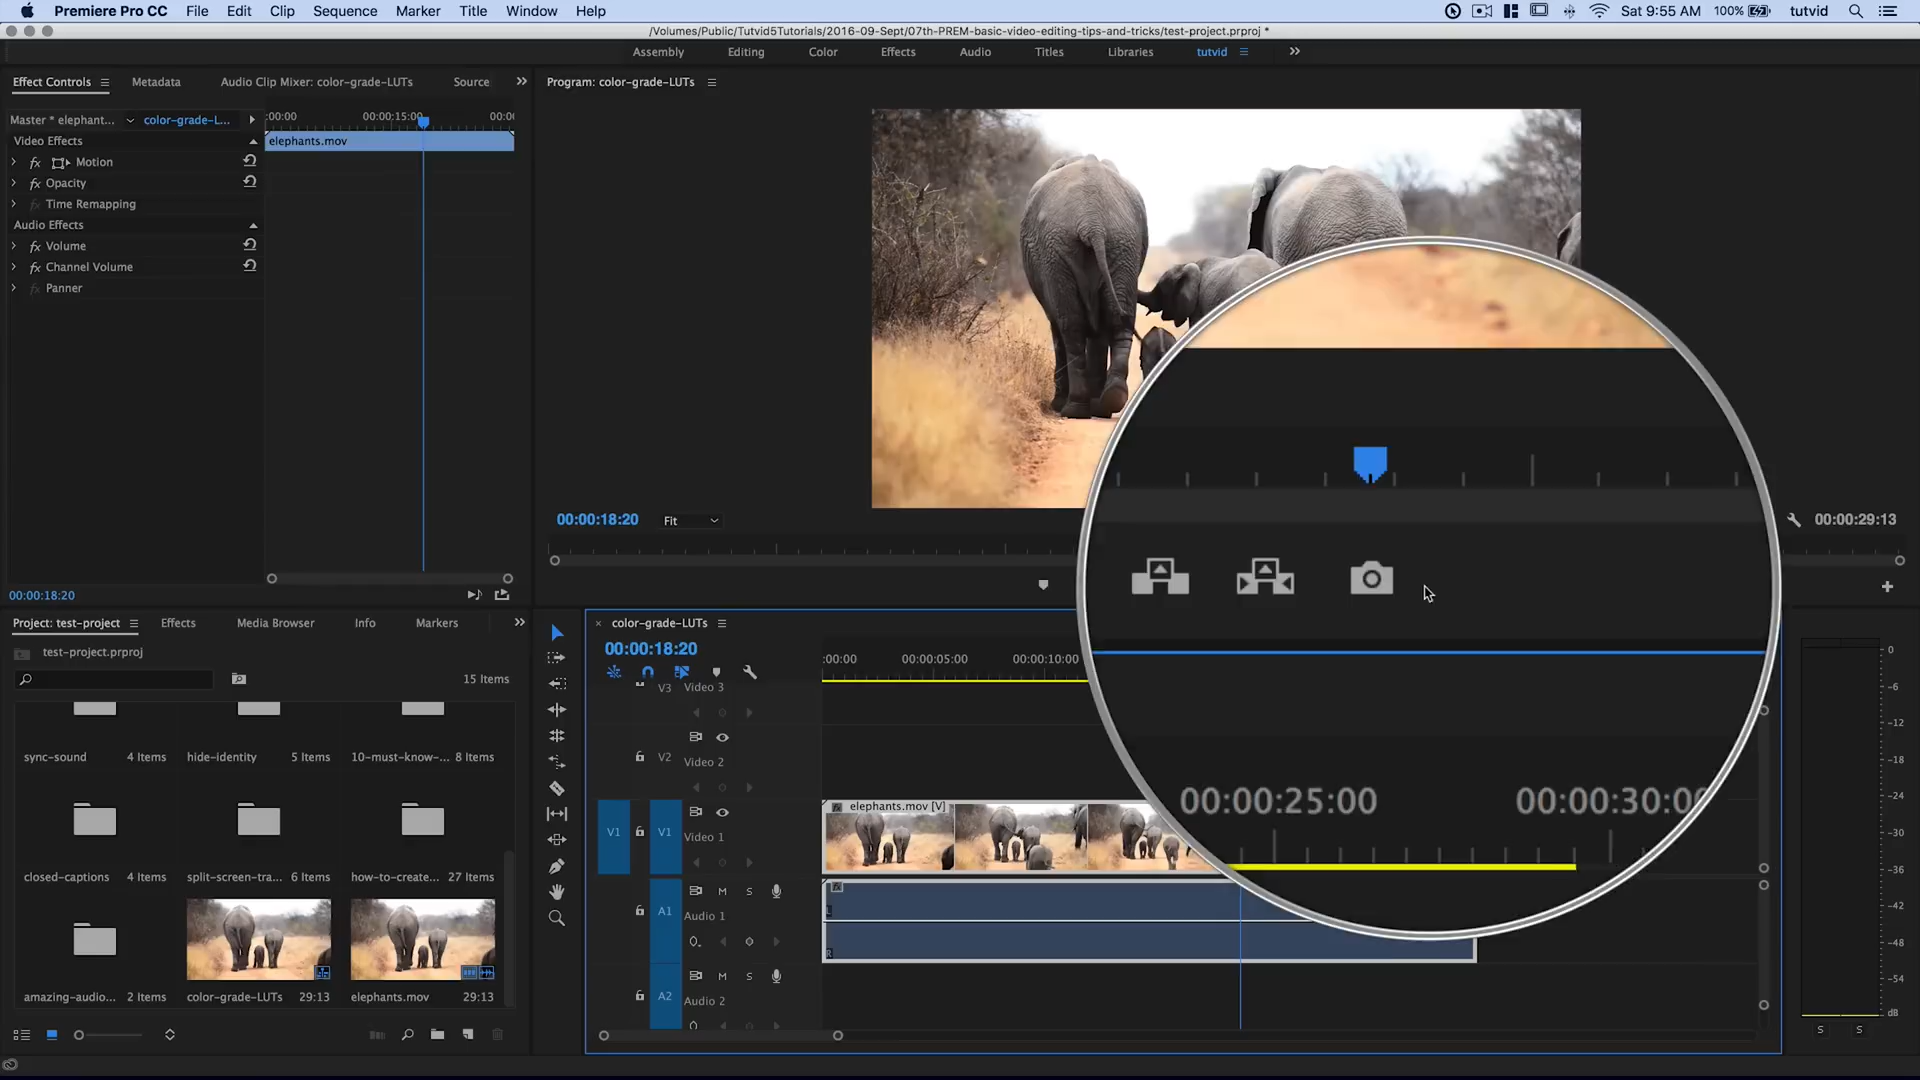 Premiere Pro CC File Edit Clip Sequence Marker Title Window Help Sat 9:55 AM 100% tutvid
/Volumes/Public/Tutvid5Tutorials/2016-09-Sept/07th-PREM-basic-video-editing-tips-and-tricks/test-project.prproj *
Assembly Editing Color Effects Audio Titles Libraries tutvid
Effect Controls Metadata Audio Clip Mixer: color-grade-LUTs Source Program: color-grade-LUTs
Master * elephant... color-grade-L... :00:00 00:00:15:00 00:0
Video Effects elephants.mov
fx Motion
fx Opacity
fx Time Remapping
Audio Effects
fx Volume
fx Channel Volume
fx Panner
00:00:18:20 Fit 00:00:29:13
00:00:18:20
Project: test-project Effects Media Browser Info Markers
test-project.prproj
15 Items
sync-sound 4 Items hide-identity 5 Items 10-must-know-... 8 Items
closed-captions 4 Items split-screen-tra... 6 Items how-to-create... 27 Items
amazing-audio... 2 Items color-grade-LUTs 29:13 elephants.mov 29:13
color-grade-LUTs
00:00:18:20
:00:00 00:00:05:00 00:00:10:00
V3 Video 3
V2 Video 2
V1 V1 Video 1
fx elephants.mov [V]
A1 M S Audio 1
fx
L
R
A2 M S Audio 2
00:00:25:00 00:00:30:00
0
-6
-12
-18
-24
-30
-36
-42
-48
-54
dB
S S